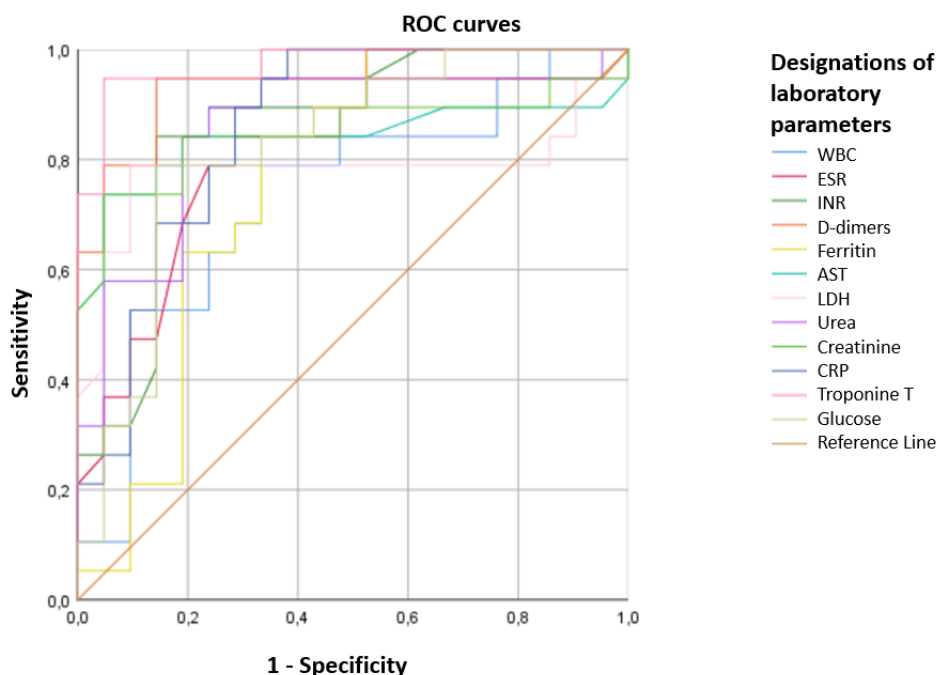 ROC curves
1,0
0,8
0,6
0,4
0,2
0,0
Sensitivity
0,0 0,2 0,4 0,6 0,8 1,0
1 - Specificity
Designations of
laboratory
parameters
WBC
ESR
INR
D-dimers
Ferritin
AST
LDH
Urea
Creatinine
CRP
Troponine T
Glucose
Reference Line